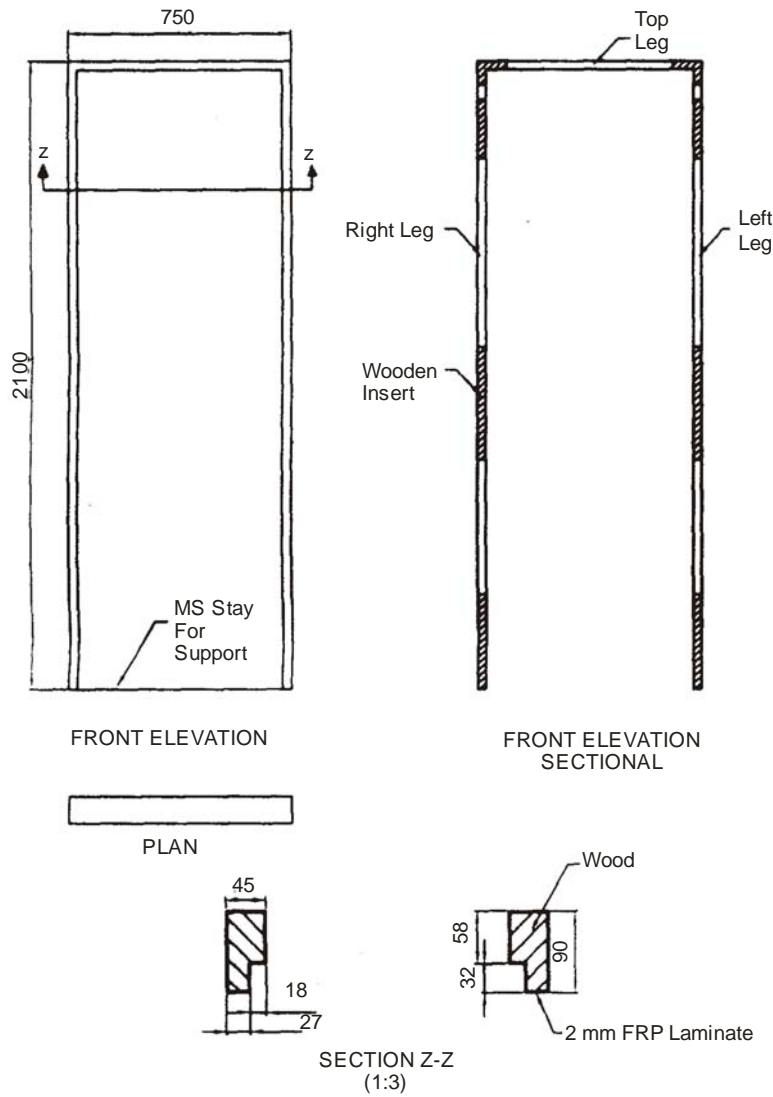 750
Top
Leg
z
z
Right Leg
Left
Leg
2100
Wooden
Insert
MS Stay
For
Support
FRONT ELEVATION
FRONT ELEVATION
SECTIONAL
PLAN
45
Wood
58
90
32
18
27
2 mm FRP Laminate
SECTION Z-Z
(1:3)